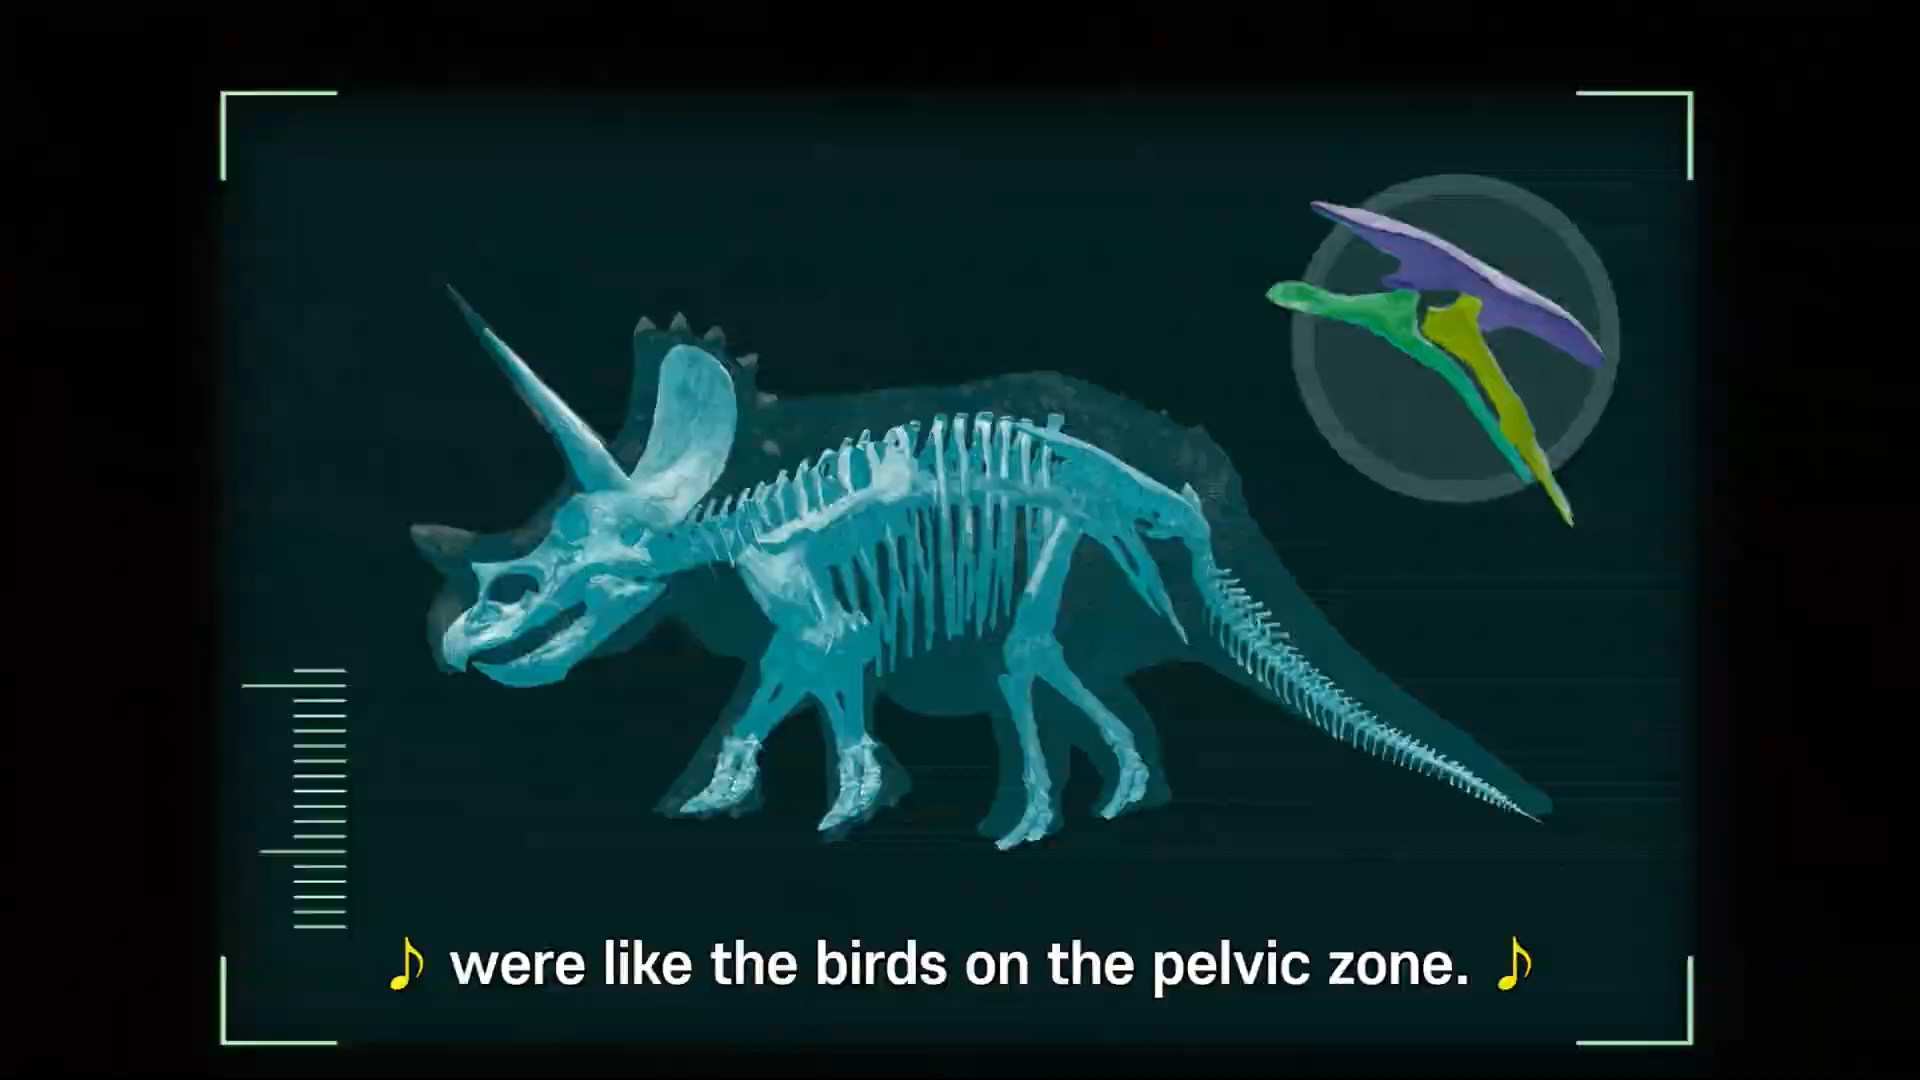 ♪ were like the birds on the pelvic zone. ♪